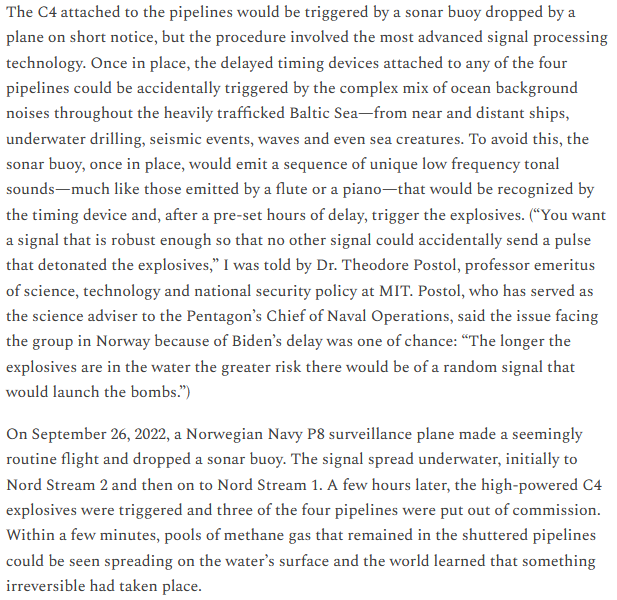 The C4 attached to the pipelines would be triggered by a sonar buoy dropped by a
plane on short notice, but the procedure involved the most advanced signal processing
technology. Once in place, the delayed timing devices attached to any of the four
pipelines could be accidentally triggered by the complex mix of ocean background
noises throughout the heavily trafficked Baltic Sea—from near and distant ships,
underwater drilling, seismic events, waves and even sea creatures. To avoid this, the
sonar buoy, once in place, would emit a sequence of unique low frequency tonal
sounds—much like those emitted by a flute or a piano—that would be recognized by
the timing device and, after a pre-set hours of delay, trigger the explosives. (“You want
a signal that is robust enough so that no other signal could accidentally send a pulse
that detonated the explosives,” I was told by Dr. Theodore Postol, professor emeritus
of science, technology and national security policy at MIT. Postol, who has served as
the science adviser to the Pentagon’s Chief of Naval Operations, said the issue facing
the group in Norway because of Biden’s delay was one of chance: “The longer the
explosives are in the water the greater risk there would be of a random signal that
would launch the bombs.”)
On September 26, 2022, a Norwegian Navy P8 surveillance plane made a seemingly
routine flight and dropped a sonar buoy. The signal spread underwater, initially to
Nord Stream 2 and then on to Nord Stream 1. A few hours later, the high-powered C4
explosives were triggered and three of the four pipelines were put out of commission.
Within a few minutes, pools of methane gas that remained in the shuttered pipelines
could be seen spreading on the water’s surface and the world learned that something
irreversible had taken place.